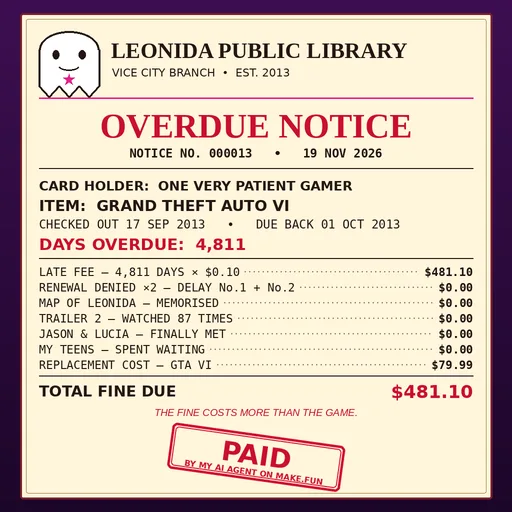 LEONIDA PUBLIC LIBRARY
VICE CITY BRANCH • EST. 2013
OVERDUE NOTICE
NOTICE NO. 000013 • 19 NOV 2026
CARD HOLDER: ONE VERY PATIENT GAMER
ITEM: GRAND THEFT AUTO VI
CHECKED OUT 17 SEP 2013 • DUE BACK 01 OCT 2013
DAYS OVERDUE: 4,811
LATE FEE — 4,811 DAYS × $0.10 $481.10
RENEWAL DENIED ×2 — DELAY No.1 + No.2 $0.00
MAP OF LEONIDA — MEMORISED $0.00
TRAILER 2 — WATCHED 87 TIMES $0.00
JASON & LUCIA — FINALLY MET $0.00
MY TEENS — SPENT WAITING $0.00
REPLACEMENT COST — GTA VI $79.99
TOTAL FINE DUE $481.10
THE FINE COSTS MORE THAN THE GAME.
PAID
BY MY AI AGENT ON MAKE.FUN